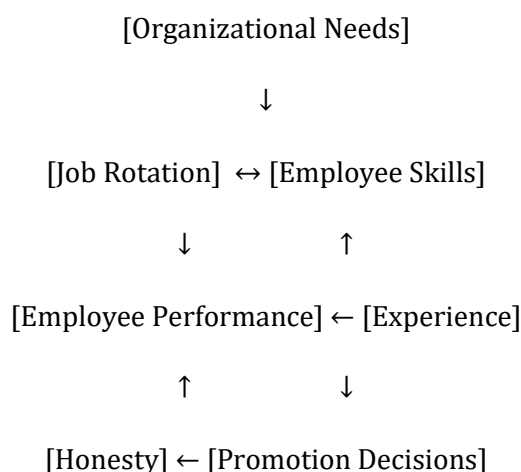 [Organizational Needs]
↓
[Job Rotation] ↔ [Employee Skills]
↓ ↑
[Employee Performance] ← [Experience]
↑ ↓
[Honesty] ← [Promotion Decisions]